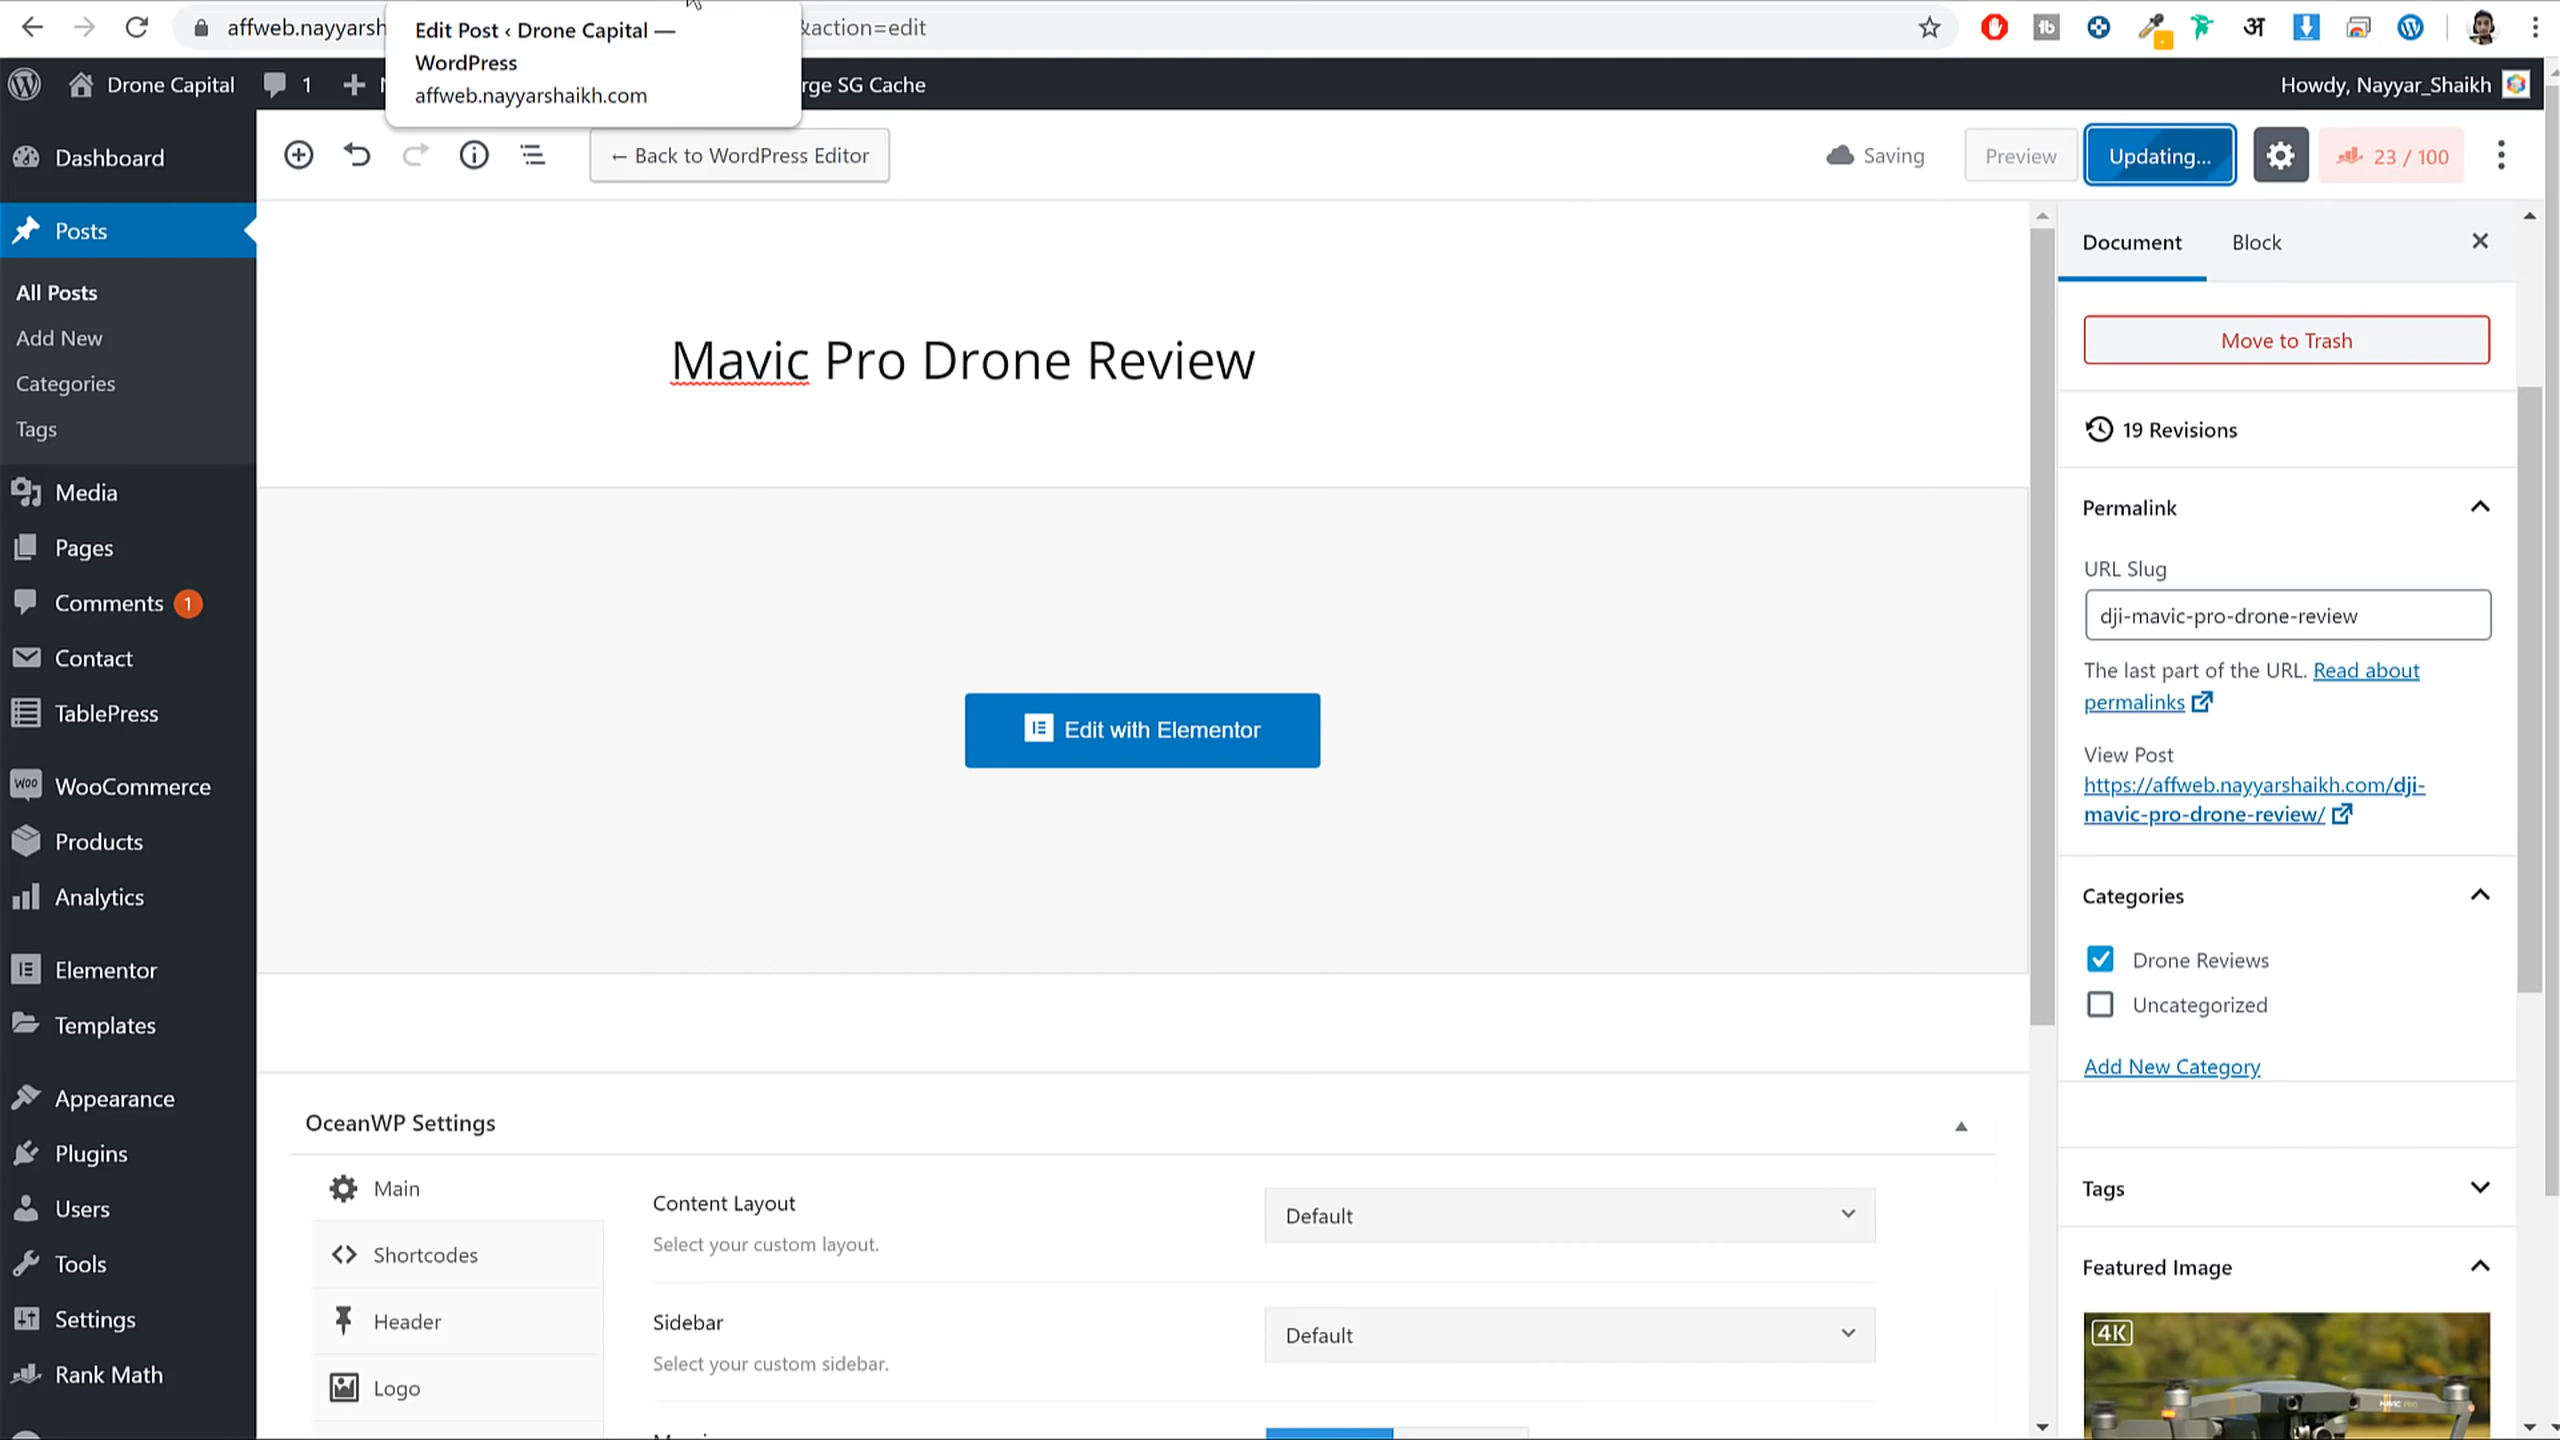 affweb.nayyarsh
&action=edit
Edit Post ‹ Drone Capital —
WordPress
affweb.nayyarshaikh.com
Drone Capital
1
rge SG Cache
Howdy, Nayyar_Shaikh
← Back to WordPress Editor
Saving
Preview
Updating...
23 / 100
Dashboard
Posts
All Posts
Add New
Categories
Tags
Media
Pages
Comments 1
Contact
TablePress
WooCommerce
Products
Analytics
Elementor
Templates
Appearance
Plugins
Users
Tools
Settings
Rank Math
Mavic Pro Drone Review
Edit with Elementor
OceanWP Settings
Main
Shortcodes
Header
Logo
Content Layout
Select your custom layout.
Default
Sidebar
Select your custom sidebar.
Default
Document
Block
Move to Trash
19 Revisions
Permalink
URL Slug
dji-mavic-pro-drone-review
The last part of the URL. Read about
permalinks
View Post
https://affweb.nayyarshaikh.com/dji-
mavic-pro-drone-review/
Categories
Drone Reviews
Uncategorized
Add New Category
Tags
Featured Image
4K